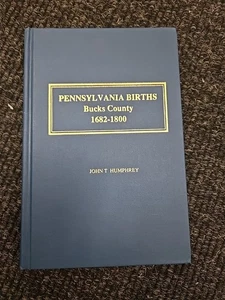 PENNSYLVANIA BIRTHS
Bucks County
1682-1800
JOHN T. HUMPHREY